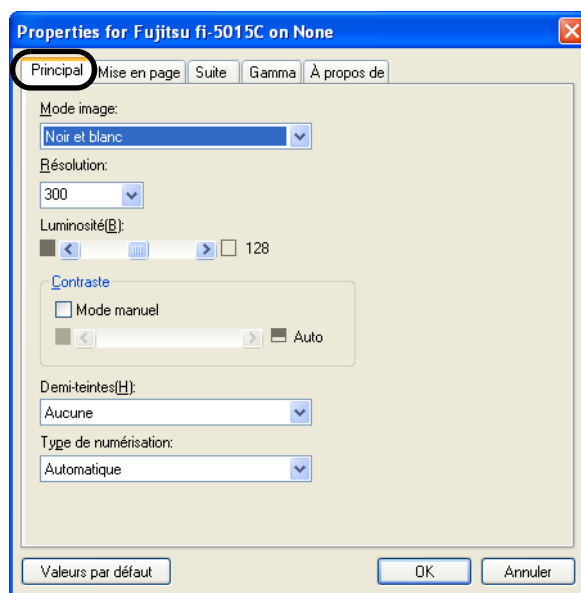 Properties for Fujitsu fi-5015C on None
Principal Mise en page Suite Gamma À propos de
Mode image:
Noir et blanc
Résolution:
300
Luminosité(B):
128
Contraste
Mode manuel
Auto
Demi-teintes(H):
Aucune
Type de numérisation:
Automatique
Valeurs par défaut OK Annuler